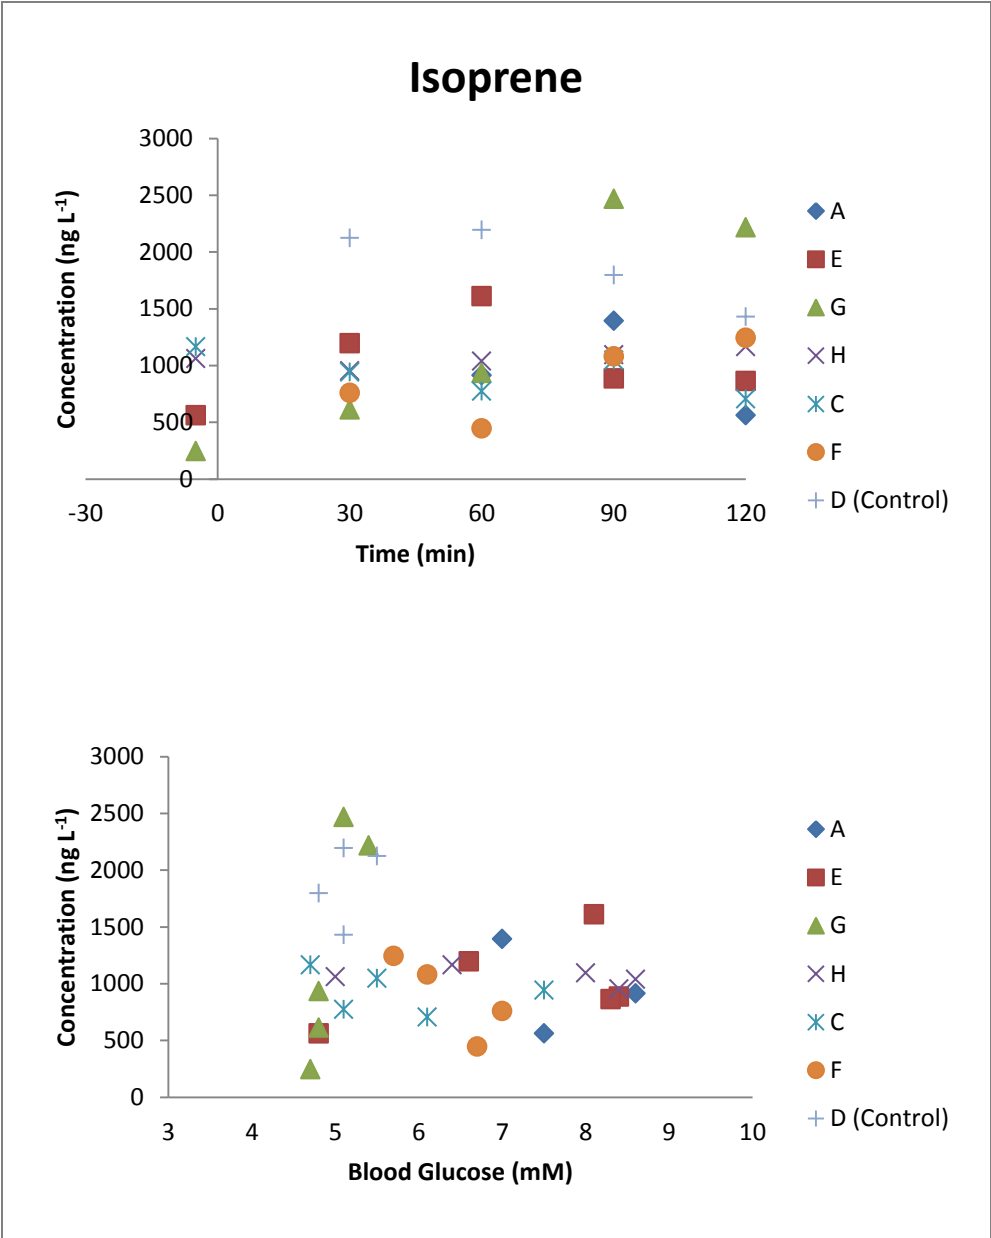 Isoprene
3000
2500
2000
1500
1000
500
0
Concentration (ng L-1)
-30 0 30 60 90 120
Time (min)
A
E
G
H
C
F
D (Control)
3000
2500
2000
1500
1000
500
0
Concentration (ng L-1)
3 4 5 6 7 8 9 10
Blood Glucose (mM)
A
E
G
H
C
F
D (Control)